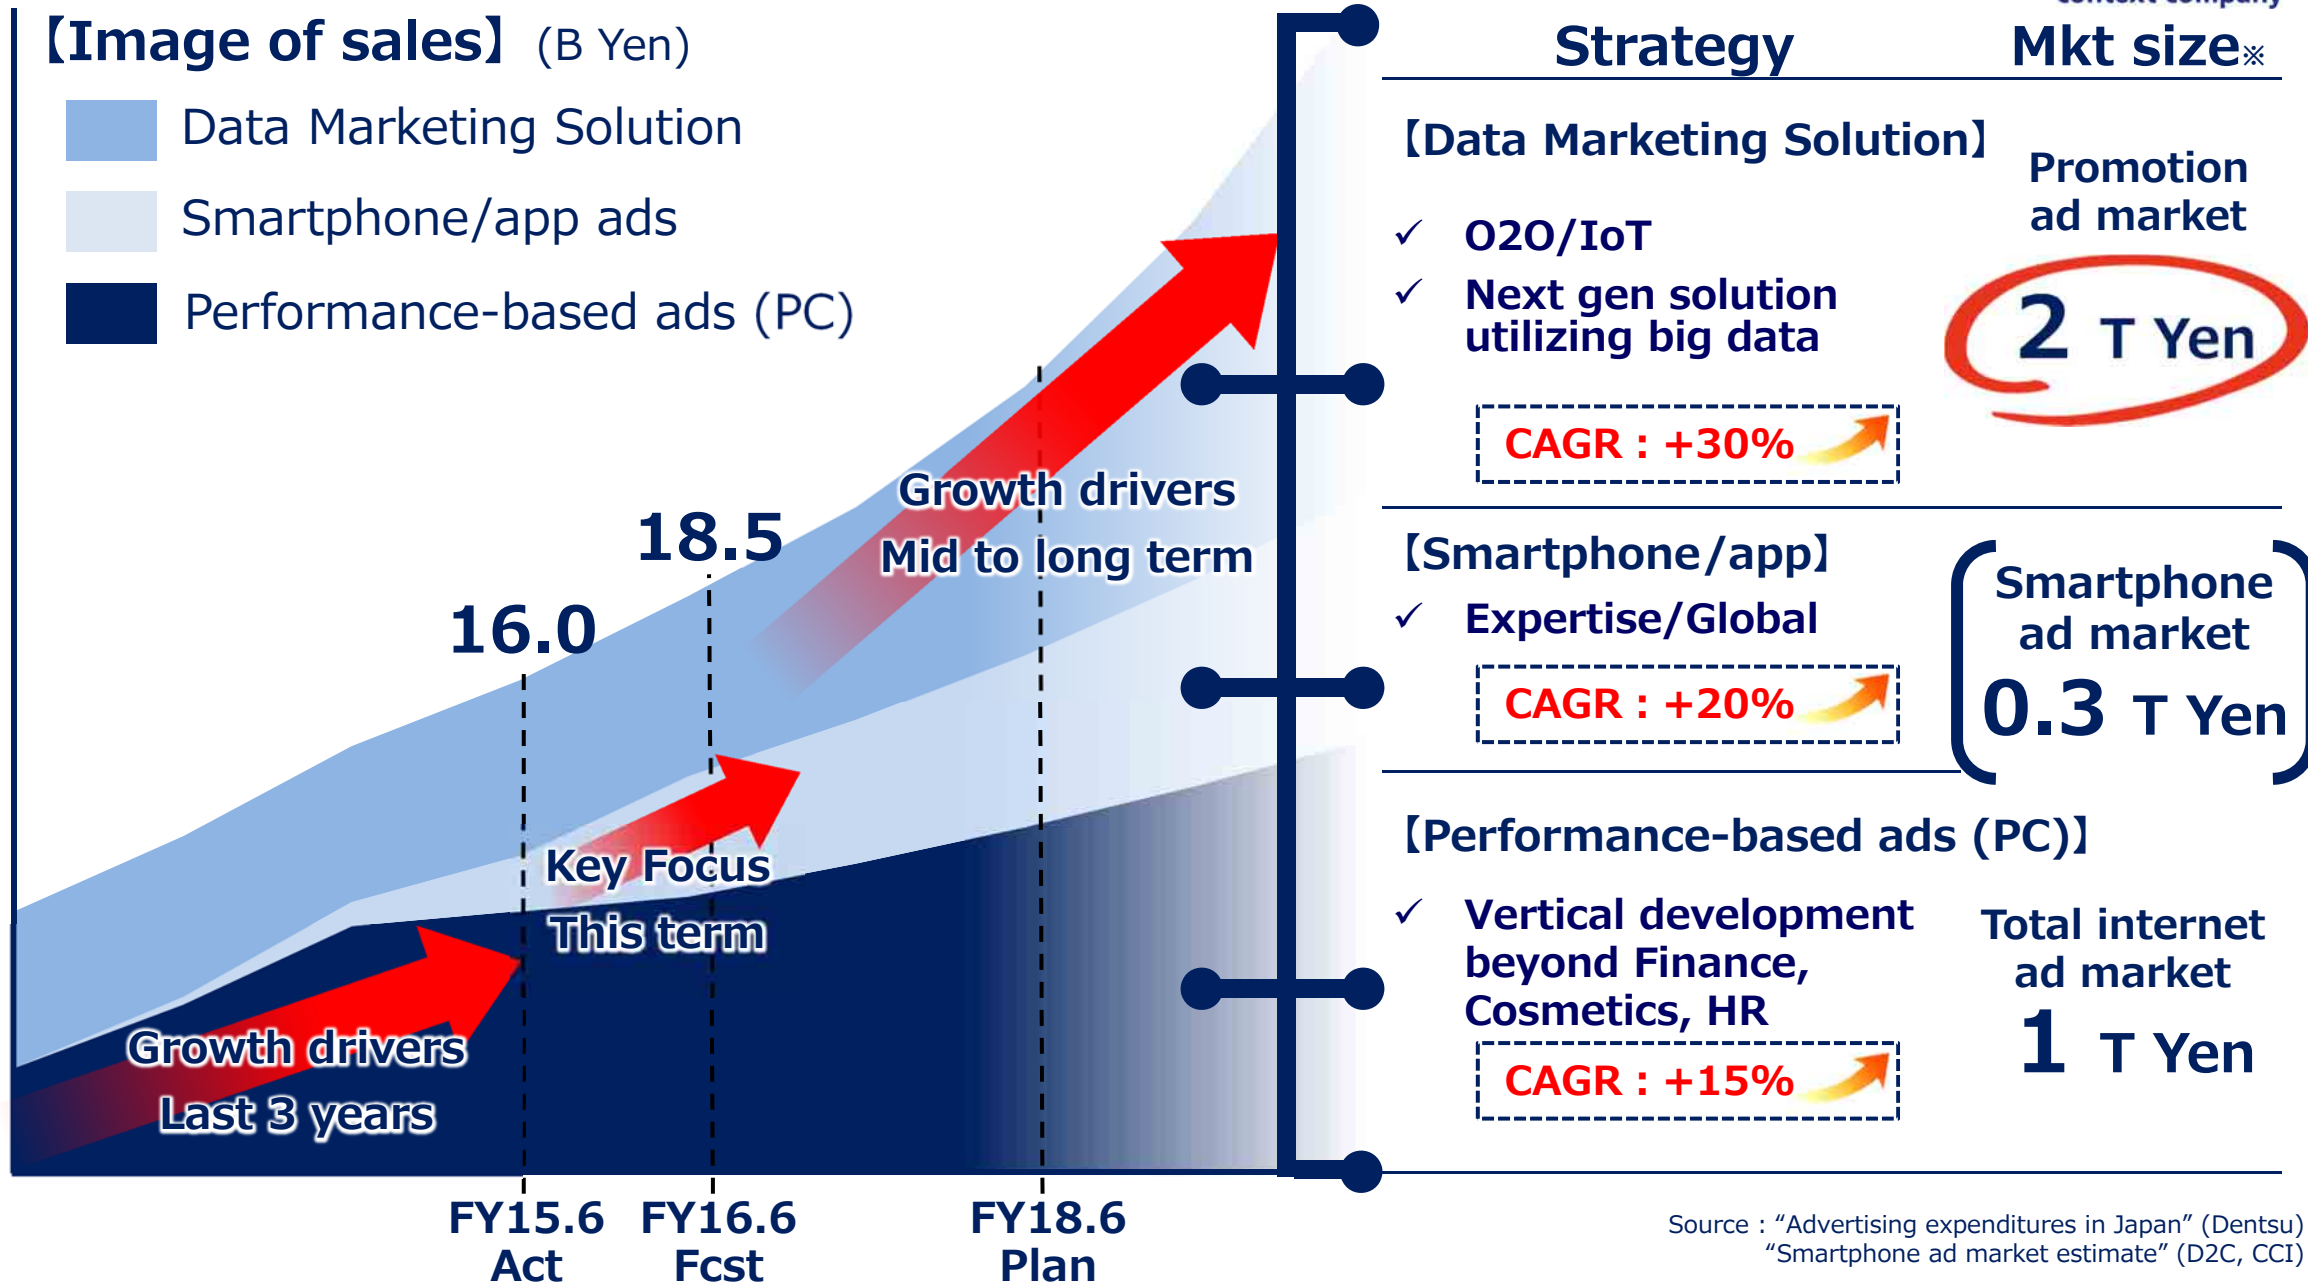 context company
【Image of sales】 (B Yen)
Data Marketing Solution
Smartphone/app ads
Performance-based ads (PC)
16.0
18.5
Growth drivers
Mid to long term
Key Focus
This term
Growth drivers
Last 3 years
FY15.6
Act
FY16.6
Fcst
FY18.6
Plan
Strategy
Mkt size※
【Data Marketing Solution】
✓ O2O/IoT
✓ Next gen solution
utilizing big data
CAGR : +30%
Promotion
ad market
2 T Yen
【Smartphone/app】
✓ Expertise/Global
CAGR : +20%
Smartphone
ad market
0.3 T Yen
【Performance-based ads (PC)】
✓ Vertical development
beyond Finance,
Cosmetics, HR
CAGR : +15%
Total internet
ad market
1 T Yen
Source : “Advertising expenditures in Japan” (Dentsu)
“Smartphone ad market estimate” (D2C, CCI)